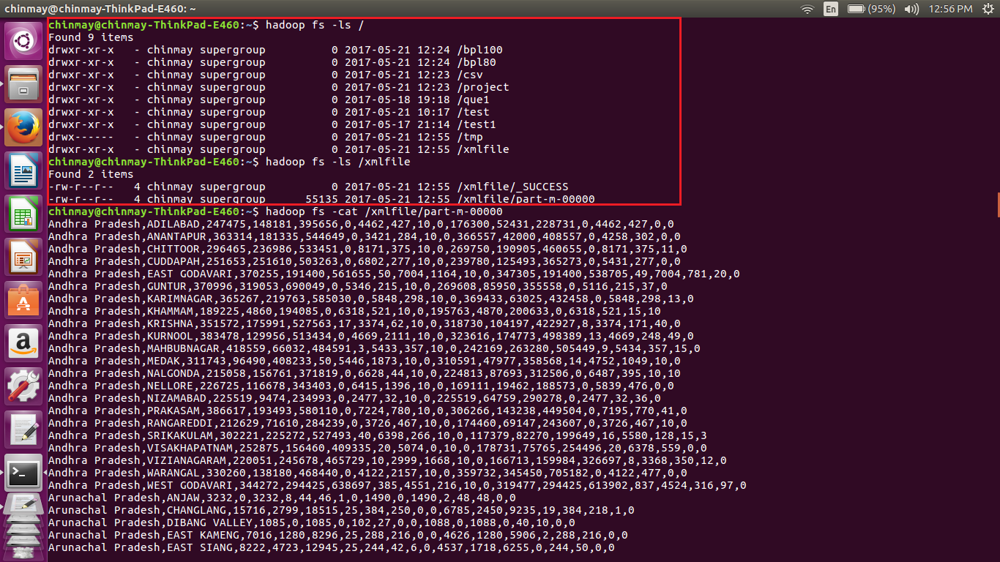 chinmay@chinmay-ThinkPad-E460: ~
En (95%) 12:56 PM
chinmay@chinmay-ThinkPad-E460:~$ hadoop fs -ls /
Found 9 items
drwxr-xr-x   - chinmay supergroup          0 2017-05-21 12:24 /bpl100
drwxr-xr-x   - chinmay supergroup          0 2017-05-21 12:24 /bpl80
drwxr-xr-x   - chinmay supergroup          0 2017-05-21 12:23 /csv
drwxr-xr-x   - chinmay supergroup          0 2017-05-21 12:23 /project
drwxr-xr-x   - chinmay supergroup          0 2017-05-18 19:18 /que1
drwxr-xr-x   - chinmay supergroup          0 2017-05-21 10:17 /test
drwxr-xr-x   - chinmay supergroup          0 2017-05-17 21:14 /test1
drwx------   - chinmay supergroup          0 2017-05-21 12:55 /tmp
drwxr-xr-x   - chinmay supergroup          0 2017-05-21 12:55 /xmlfile
chinmay@chinmay-ThinkPad-E460:~$ hadoop fs -ls /xmlfile
Found 2 items
-rw-r--r--   4 chinmay supergroup          0 2017-05-21 12:55 /xmlfile/_SUCCESS
-rw-r--r--   4 chinmay supergroup      55135 2017-05-21 12:55 /xmlfile/part-m-00000
chinmay@chinmay-ThinkPad-E460:~$ hadoop fs -cat /xmlfile/part-m-00000
Andhra Pradesh,ADILABAD,247475,148181,395656,0,4462,427,10,0,176300,52431,228731,0,4462,427,0,0
Andhra Pradesh,ANANTAPUR,363314,181335,544649,0,3421,284,10,0,366557,42000,408557,0,4258,302,0,0
Andhra Pradesh,CHITTOOR,296465,236986,533451,0,8171,375,10,0,269750,190905,460655,0,8171,375,11,0
Andhra Pradesh,CUDDAPAH,251653,251610,503263,0,6802,277,10,0,239780,125493,365273,0,5431,277,0,0
Andhra Pradesh,EAST GODAVARI,370255,191400,561655,50,7004,1164,10,0,347305,191400,538705,49,7004,781,20,0
Andhra Pradesh,GUNTUR,370996,319053,690049,0,5346,215,10,0,269608,85950,355558,0,5116,215,37,0
Andhra Pradesh,KARIMNAGAR,365267,219763,585030,0,5848,298,10,0,369433,63025,432458,0,5848,298,13,0
Andhra Pradesh,KHAMMAM,189225,4860,194085,0,6318,521,10,0,195763,4870,200633,0,6318,521,15,10
Andhra Pradesh,KRISHNA,351572,175991,527563,17,3374,62,10,0,318730,104197,422927,8,3374,171,40,0
Andhra Pradesh,KURNOOL,383478,129956,513434,0,4669,2111,10,0,323616,174773,498389,13,4669,248,49,0
Andhra Pradesh,MAHBUBNAGAR,418559,66032,484591,3,5433,357,10,0,242169,263280,505449,9,5434,357,15,0
Andhra Pradesh,MEDAK,311743,96490,408233,50,5446,1873,10,0,310591,47977,358568,14,4752,1049,10,0
Andhra Pradesh,NALGONDA,215058,156761,371819,0,6628,44,10,0,224813,87693,312506,0,6487,395,10,10
Andhra Pradesh,NELLORE,226725,116678,343403,0,6415,1396,10,0,169111,19462,188573,0,5839,476,0,0
Andhra Pradesh,NIZAMABAD,225519,9474,234993,0,2477,32,10,0,225519,64759,290278,0,2477,32,36,0
Andhra Pradesh,PRAKASAM,386617,193493,580110,0,7224,780,10,0,306266,143238,449504,0,7195,770,41,0
Andhra Pradesh,RANGAREDDI,212629,71610,284239,0,3726,467,10,0,174460,69147,243607,0,3726,467,10,0
Andhra Pradesh,SRIKAKULAM,302221,225272,527493,40,6398,266,10,0,117379,82270,199649,16,5580,128,15,3
Andhra Pradesh,VISAKHAPATNAM,252875,156460,409335,20,5074,0,10,0,178731,75765,254496,20,6378,559,0,0
Andhra Pradesh,VIZIANAGARAM,220051,245678,465729,10,2999,1668,10,0,166713,159984,326697,8,3368,350,12,0
Andhra Pradesh,WARANGAL,330260,138180,468440,0,4122,2157,10,0,359732,345450,705182,0,4122,477,0,0
Andhra Pradesh,WEST GODAVARI,344272,294425,638697,385,4551,216,10,0,319477,294425,613902,837,4524,316,97,0
Arunachal Pradesh,ANJAW,3232,0,3232,8,44,46,1,0,1490,0,1490,2,48,48,0,0
Arunachal Pradesh,CHANGLANG,15716,2799,18515,25,384,250,0,0,6785,2450,9235,19,384,218,1,0
Arunachal Pradesh,DIBANG VALLEY,1085,0,1085,0,102,27,0,0,1088,0,1088,0,40,10,0,0
Arunachal Pradesh,EAST KAMENG,7016,1280,8296,25,288,216,0,0,4626,1280,5906,2,288,216,0,0
Arunachal Pradesh,EAST SIANG,8222,4723,12945,25,244,42,6,0,4537,1718,6255,0,244,50,0,0